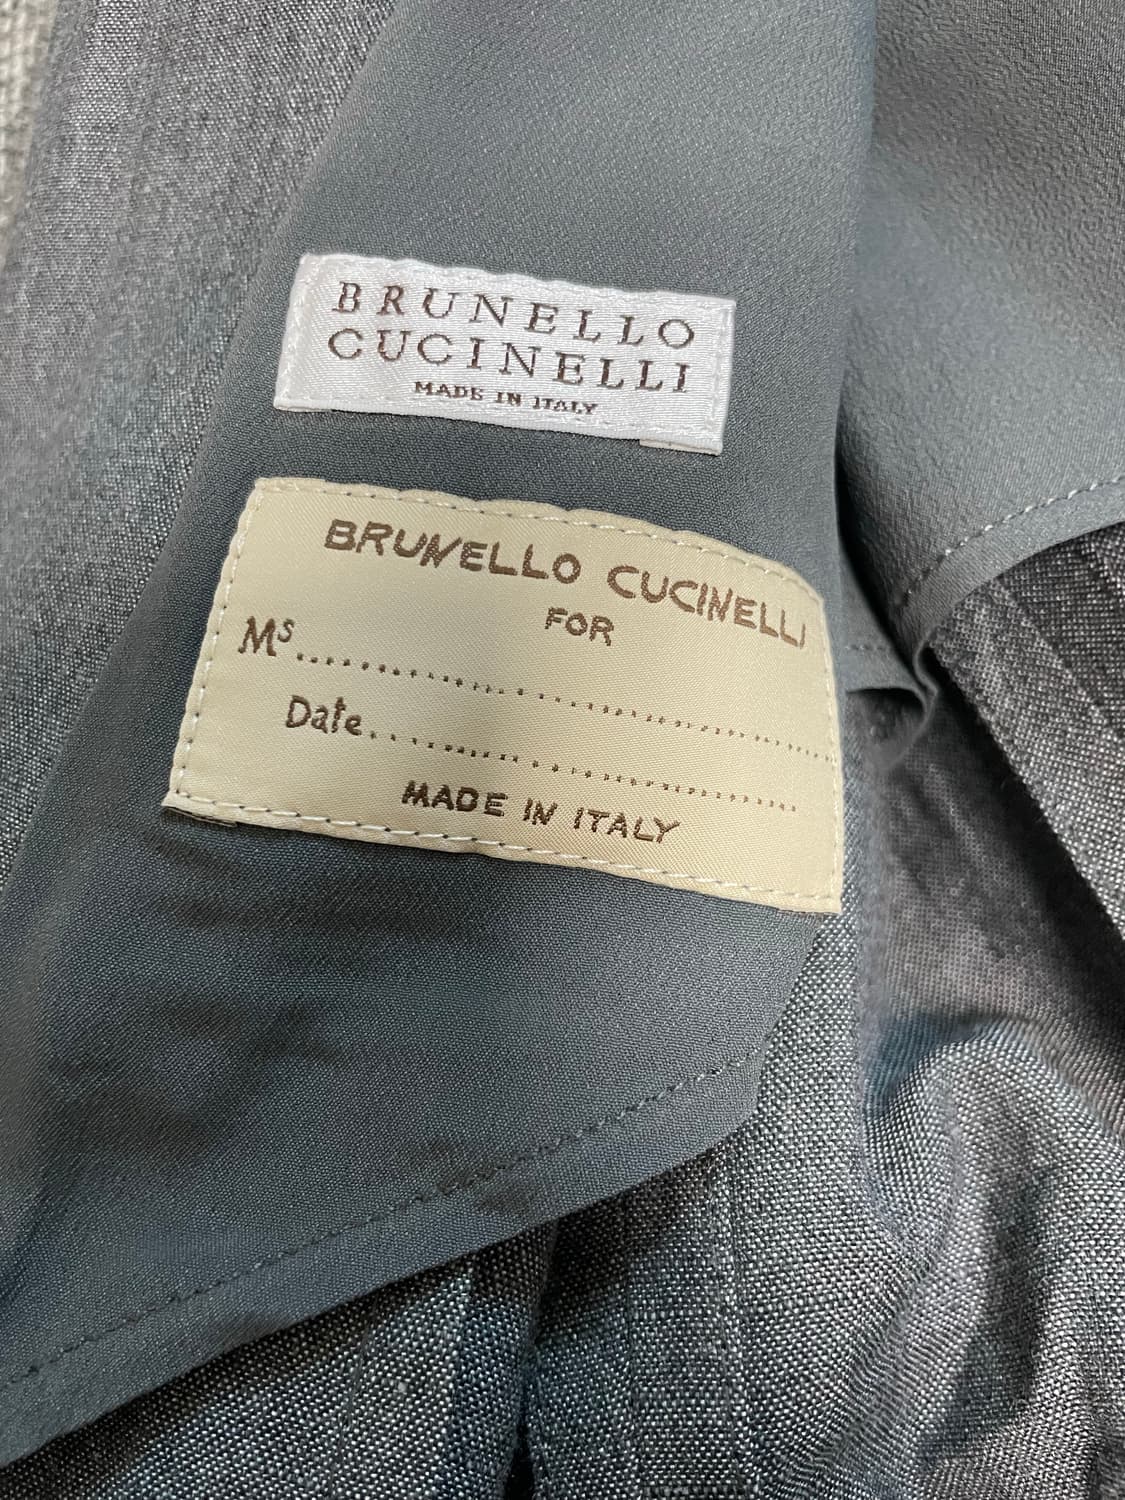 BRUNELLO
CUCINELLI
MADE IN ITALY
BRUNELLO CUCINELLI
FOR
Ms..............................
Date..............................
MADE IN ITALY